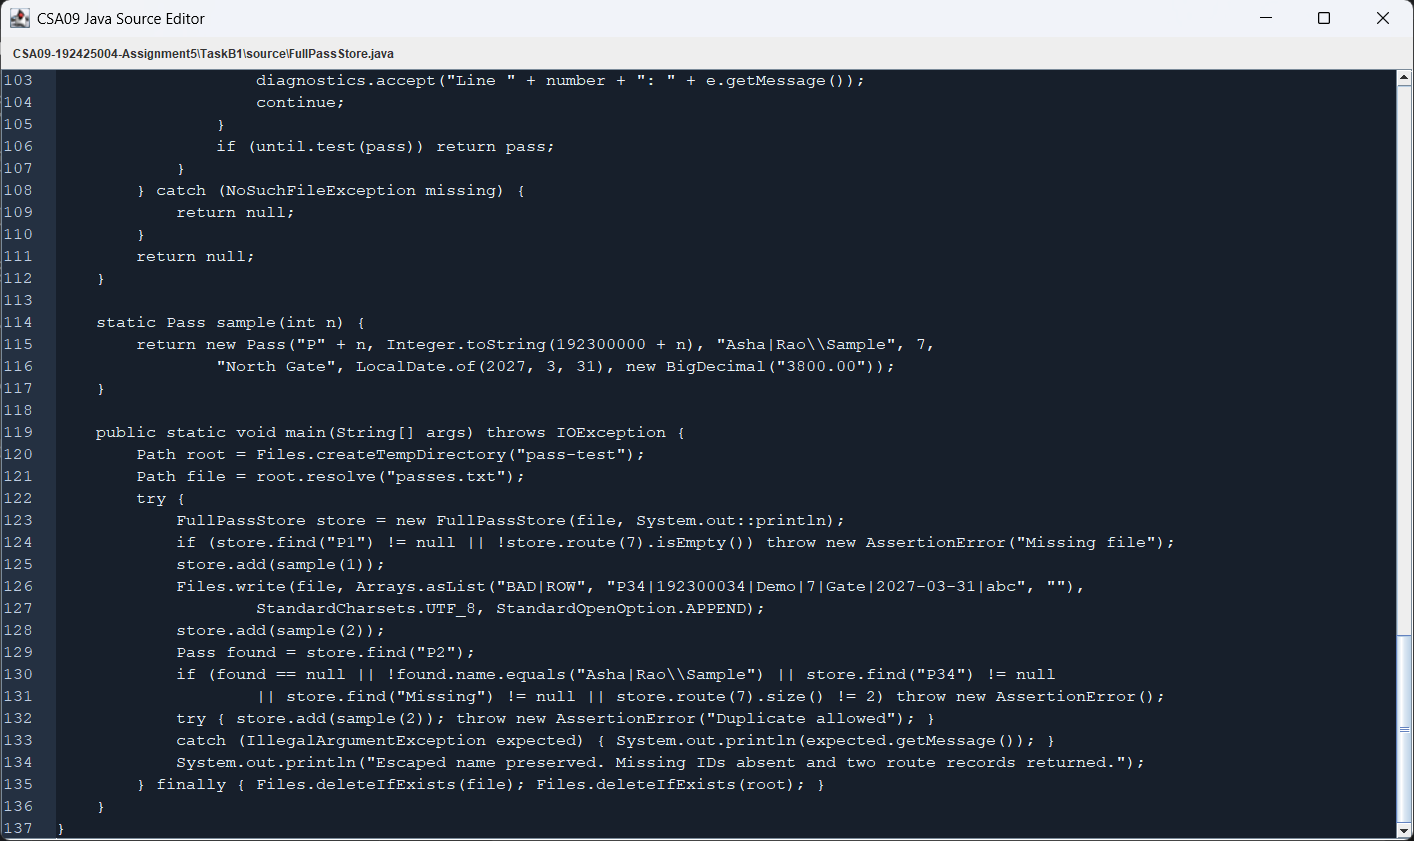 CSA09 Java Source Editor
CSA09-192425004-Assignment5\TaskB1\source\FullPassStore.java
103                     diagnostics.accept("Line " + number + ": " + e.getMessage());
104                     continue;
105                 }
106                 if (until.test(pass)) return pass;
107             }
108         } catch (NoSuchFileException missing) {
109             return null;
110         }
111         return null;
112     }
113
114     static Pass sample(int n) {
115         return new Pass("P" + n, Integer.toString(192300000 + n), "Asha|Rao\\Sample", 7,
116                 "North Gate", LocalDate.of(2027, 3, 31), new BigDecimal("3800.00"));
117     }
118
119     public static void main(String[] args) throws IOException {
120         Path root = Files.createTempDirectory("pass-test");
121         Path file = root.resolve("passes.txt");
122         try {
123             FullPassStore store = new FullPassStore(file, System.out::println);
124             if (store.find("P1") != null || !store.route(7).isEmpty()) throw new AssertionError("Missing file");
125             store.add(sample(1));
126             Files.write(file, Arrays.asList("BAD|ROW", "P34|192300034|Demo|7|Gate|2027-03-31|abc", ""),
127                     StandardCharsets.UTF_8, StandardOpenOption.APPEND);
128             store.add(sample(2));
129             Pass found = store.find("P2");
130             if (found == null || !found.name.equals("Asha|Rao\\Sample") || store.find("P34") != null
131                     || store.find("Missing") != null || store.route(7).size() != 2) throw new AssertionError();
132             try { store.add(sample(2)); throw new AssertionError("Duplicate allowed"); }
133             catch (IllegalArgumentException expected) { System.out.println(expected.getMessage()); }
134             System.out.println("Escaped name preserved. Missing IDs absent and two route records returned.");
135         } finally { Files.deleteIfExists(file); Files.deleteIfExists(root); }
136     }
137 }